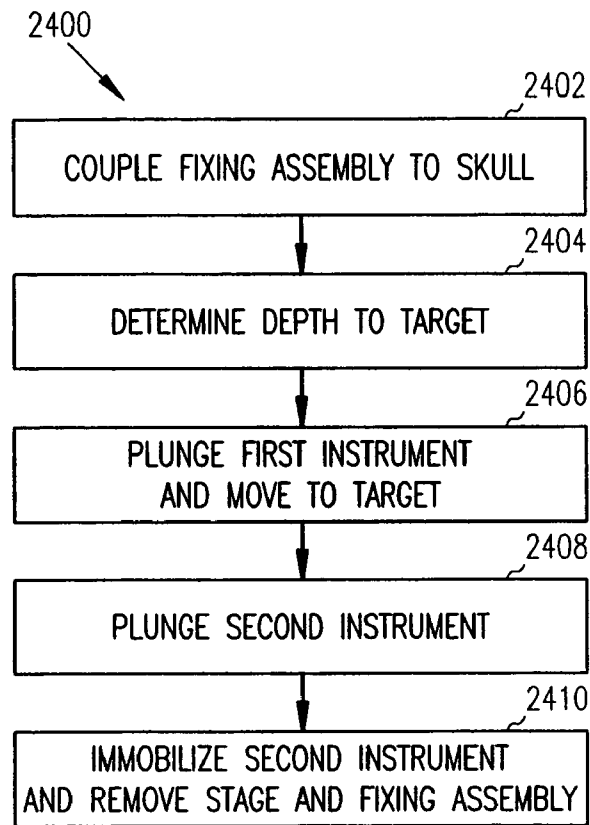 2400
2402
COUPLE FIXING ASSEMBLY TO SKULL
2404
DETERMINE DEPTH TO TARGET
2406
PLUNGE FIRST INSTRUMENT
AND MOVE TO TARGET
2408
PLUNGE SECOND INSTRUMENT
2410
IMMOBILIZE SECOND INSTRUMENT
AND REMOVE STAGE AND FIXING ASSEMBLY